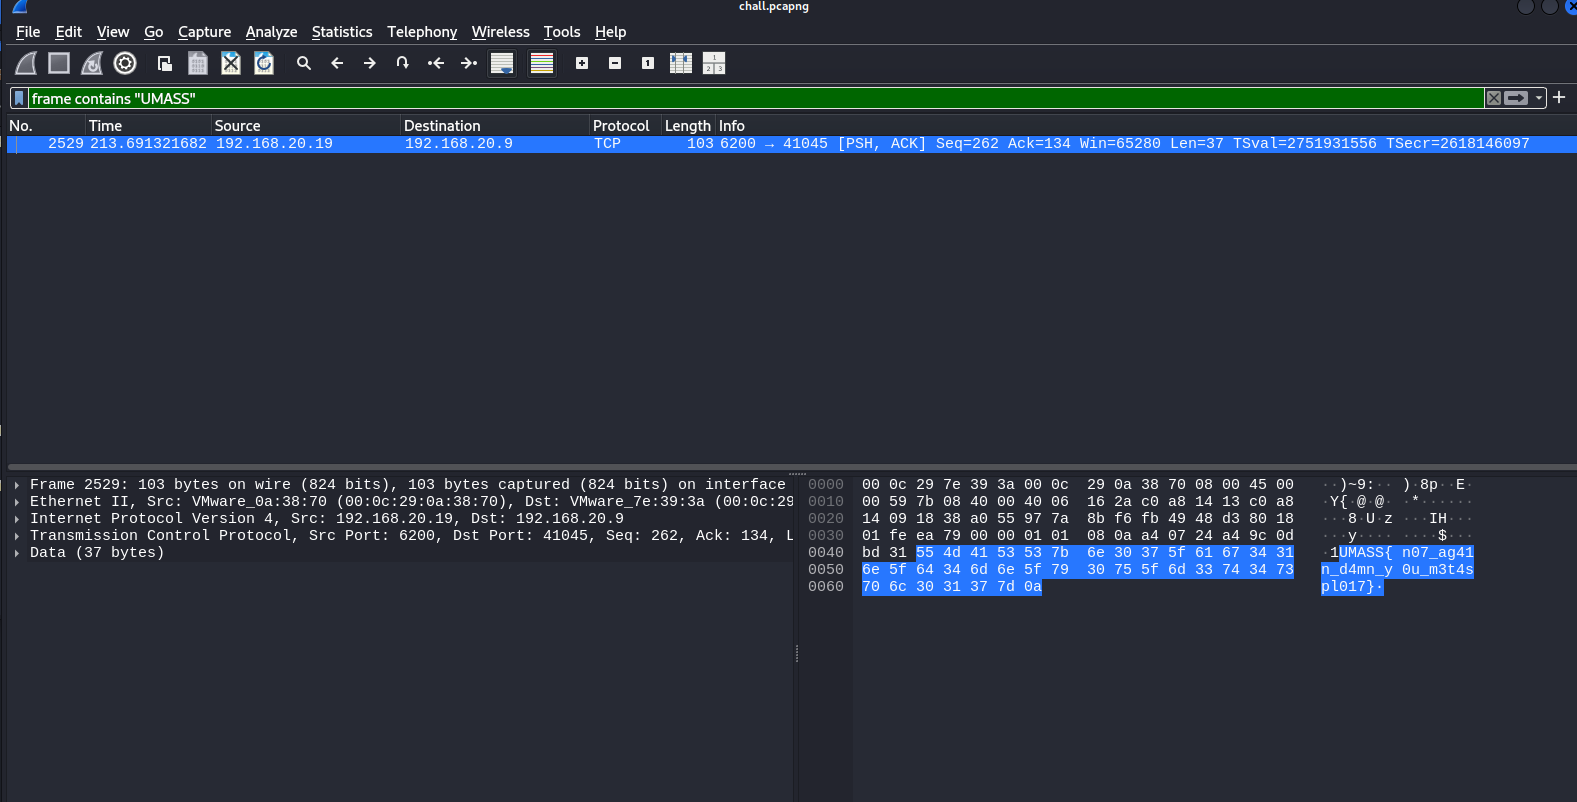 chall.pcapng
File Edit View Go Capture Analyze Statistics Telephony Wireless Tools Help
frame contains "UMASS"
No. Time Source Destination Protocol Length Info
2529 213.691321682 192.168.20.19 192.168.20.9 TCP 103 6200 → 41045 [PSH, ACK] Seq=262 Ack=134 Win=65280 Len=37 TSval=2751931556 TSecr=2618146097
Frame 2529: 103 bytes on wire (824 bits), 103 bytes captured (824 bits) on interface
Ethernet II, Src: VMware_0a:38:70 (00:0c:29:0a:38:70), Dst: VMware_7e:39:3a (00:0c:29
Internet Protocol Version 4, Src: 192.168.20.19, Dst: 192.168.20.9
Transmission Control Protocol, Src Port: 6200, Dst Port: 41045, Seq: 262, Ack: 134, L
Data (37 bytes)
0000 00 0c 29 7e 39 3a 00 0c 29 0a 38 70 08 00 45 00 ··)~9:·· )·8p··E·
0010 00 59 7b 08 40 00 40 06 16 2a c0 a8 14 13 c0 a8 ·Y{·@·@· ·*······
0020 14 09 18 38 a0 55 97 7a 8b f6 fb 49 48 d3 80 18 ···8·U·z ···IH···
0030 01 fe ea 79 00 00 01 01 08 0a a4 07 24 a4 9c 0d ···y···· ····$···
0040 bd 31 55 4d 41 53 53 7b 6e 30 37 5f 61 67 34 31 ·1UMASS{ n07_ag41
0050 6e 5f 64 34 6d 6e 5f 79 30 75 5f 6d 33 74 34 73 n_d4mn_y 0u_m3t4s
0060 70 6c 30 31 37 7d 0a pl017}·